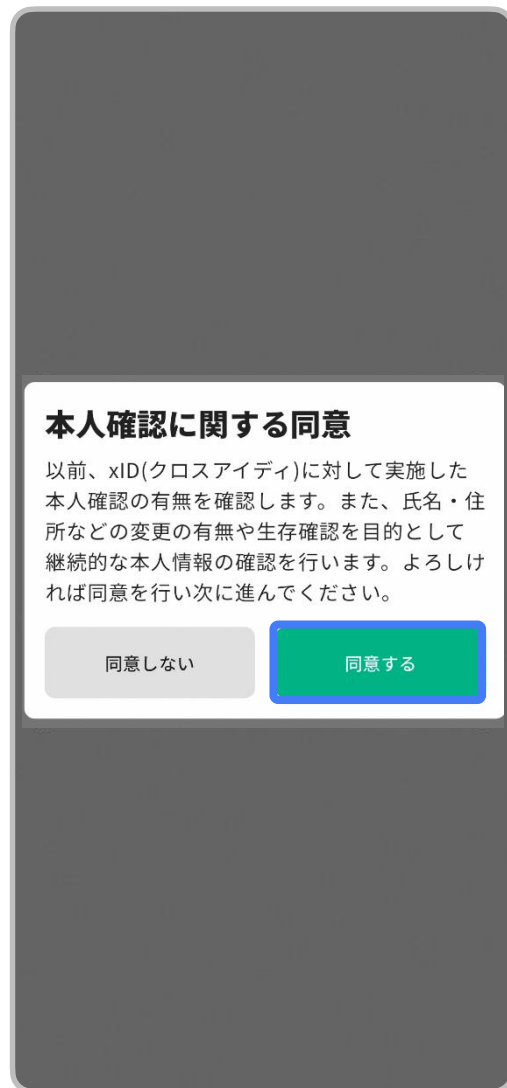 本人確認に関する同意
以前、xID(クロスアイディ)に対して実施した
本人確認の有無を確認します。また、氏名・住
所などの変更の有無や生存確認を目的として
継続的な本人情報の確認を行います。よろしけ
れば同意を行い次に進んでください。
同意しない
同意する